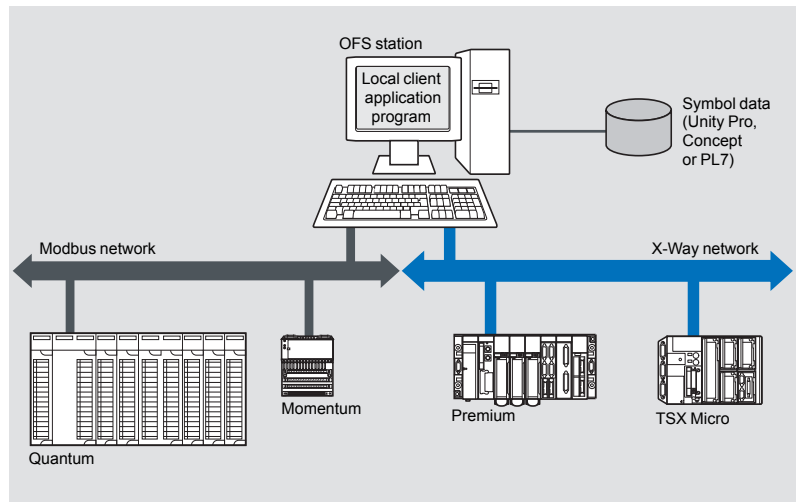 OFS station
Local client
application
program
Symbol data
(Unity Pro,
Concept
or PL7)
Modbus network
X-Way network
Quantum
Momentum
Premium
TSX Micro